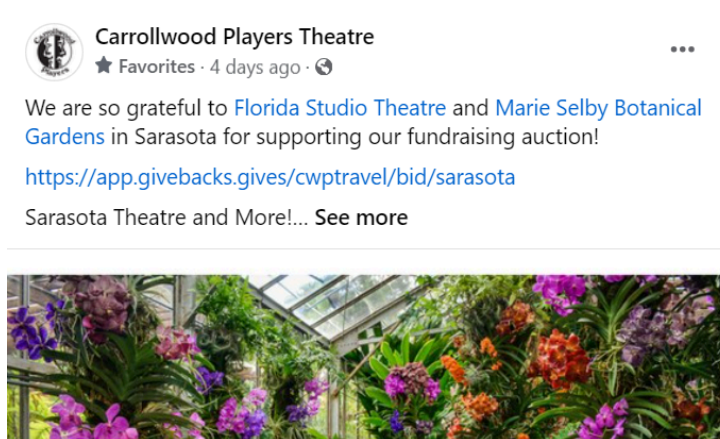 Carrollwood Players
Carrollwood Players Theatre
Favorites · 4 days ago ·
We are so grateful to Florida Studio Theatre and Marie Selby Botanical
Gardens in Sarasota for supporting our fundraising auction!
https://app.givebacks.gives/cwptravel/bid/sarasota
Sarasota Theatre and More!... See more